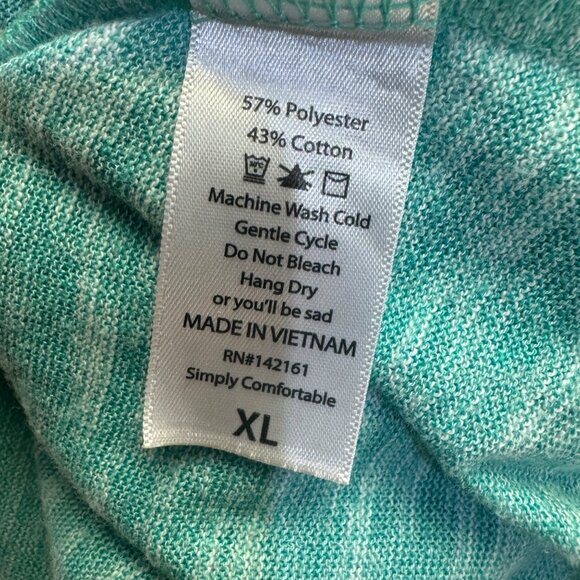 57% Polyester
43% Cotton
Machine Wash Cold
Gentle Cycle
Do Not Bleach
Hang Dry
or you'll be sad
MADE IN VIETNAM
RN#142161
Simply Comfortable
XL